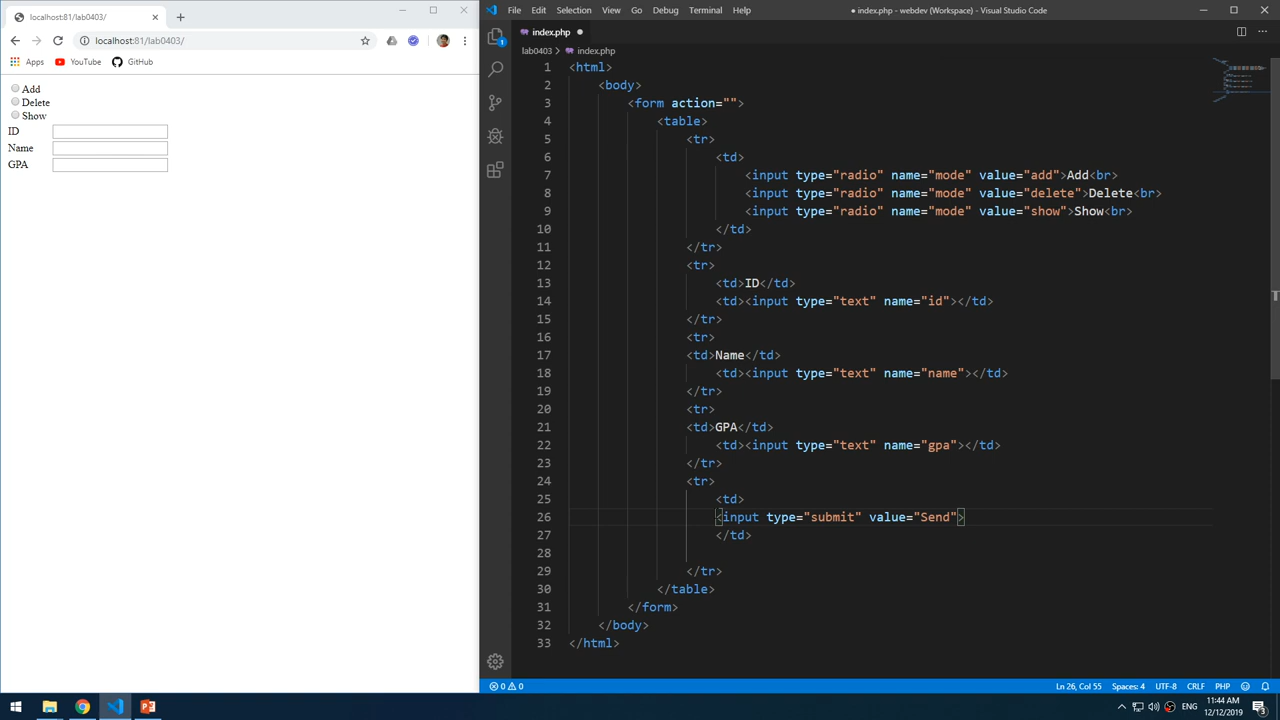 localhost:81/lab0403/
localhost:81/lab0403/
Apps YouTube GitHub
Add
Delete
Show
ID
Name
GPA
File Edit Selection View Go Debug Terminal Help
● index.php - webdev (Workspace) - Visual Studio Code
1
index.php
lab0403 > index.php
1 <html>
2 <body>
3 <form action="">
4 <table>
5 <tr>
6 <td>
7 <input type="radio" name="mode" value="add">Add<br>
8 <input type="radio" name="mode" value="delete">Delete<br>
9 <input type="radio" name="mode" value="show">Show<br>
10 </td>
11 </tr>
12 <tr>
13 <td>ID</td>
14 <td><input type="text" name="id"></td>
15 </tr>
16 <tr>
17 <td>Name</td>
18 <td><input type="text" name="name"></td>
19 </tr>
20 <tr>
21 <td>GPA</td>
22 <td><input type="text" name="gpa"></td>
23 </tr>
24 <tr>
25 <td>
26 <input type="submit" value="Send">
27 </td>
28
29 </tr>
30 </table>
31 </form>
32 </body>
33 </html>
0 0 Ln 26, Col 55 Spaces: 4 UTF-8 CRLF PHP
ENG
11:44 AM
12/12/2019
3